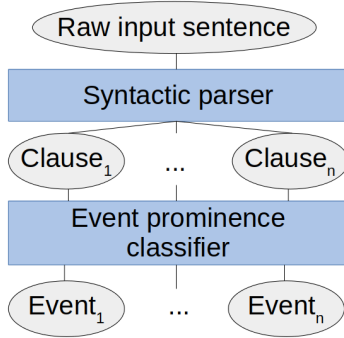 Raw input sentence
Syntactic parser
Clause₁ ... Clauseₙ
Event prominence
classifier
Event₁ ... Eventₙ